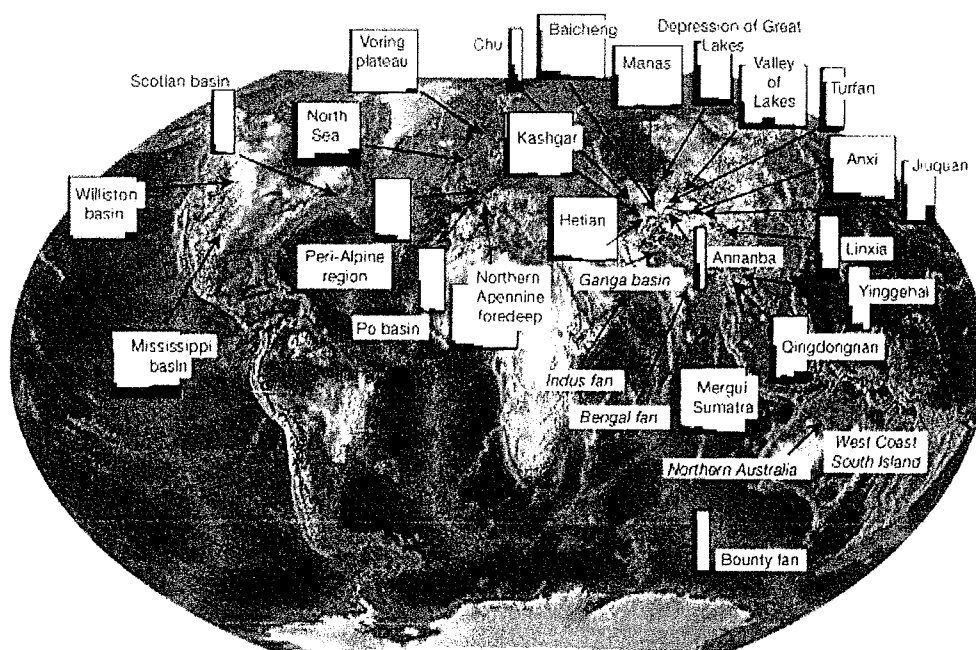 Voring
plateau
Chu
Baicheng
Depression of Great
Lakes
Manas
Valley
of
Lakes
Turfan
Scotian basin
North
Sea
Kashgar
Anxi
Jiuquan
Williston
basin
Hetian
Peri-Alpine
region
Annanba
Linxia
Northern
Apennine
foredeep
Ganga basin
Yinggehai
Po basin
Mississippi
basin
Qingdongnan
Indus fan
Mergui
Sumatra
Bengal fan
Northern Australia
West Coast
South Island
Bounty fan